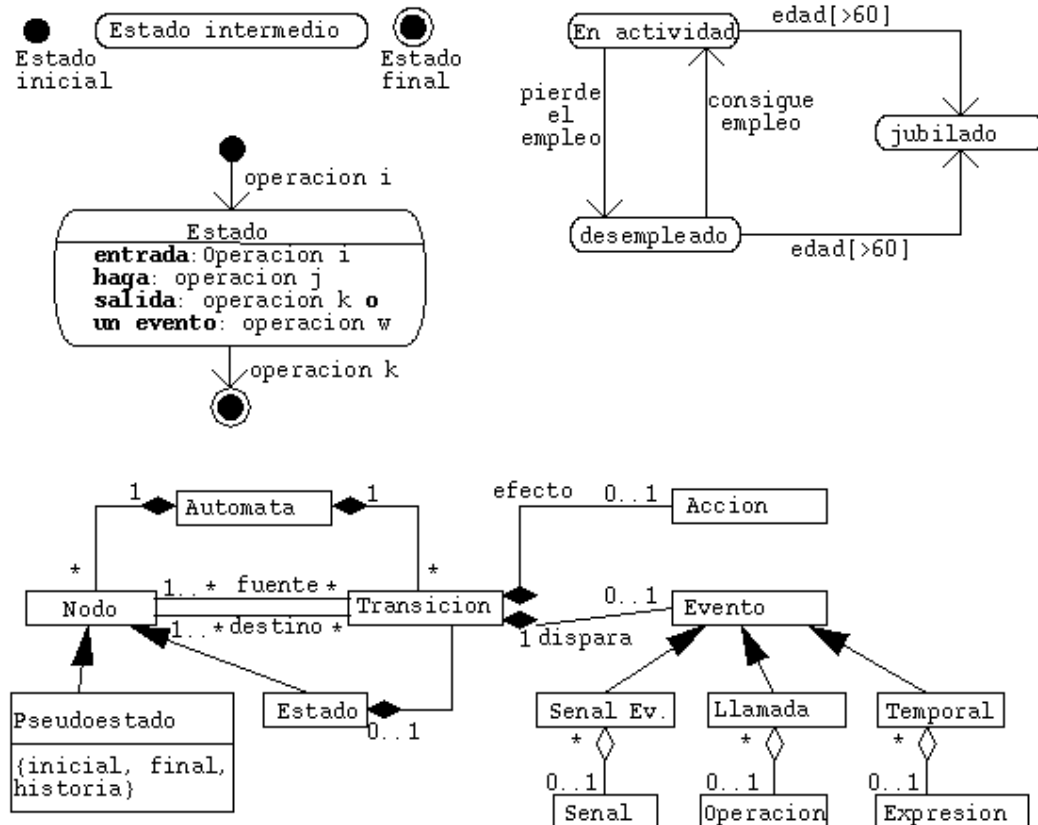 Estado intermedio
Estado
inicial
Estado
final
edad[>60]
En actividad
pierde
el
empleo
consigue
empleo
jubilado
desempleado
edad[>60]
operacion i
Estado
entrada:Operacion i
haga: operacion j
salida: operacion k o
un evento: operacion w
operacion k
1
Automata
1
efecto
0..1
Accion
*
*
Nodo
1..* fuente *
1..* destino *
Transicion
0..1
1 dispara
Evento
Pseudoestado
{inicial, final,
historia}
Estado
0..1
Senal Ev.
Llamada
Temporal
*
*
*
0..1
0..1
0..1
Senal
Operacion
Expresion